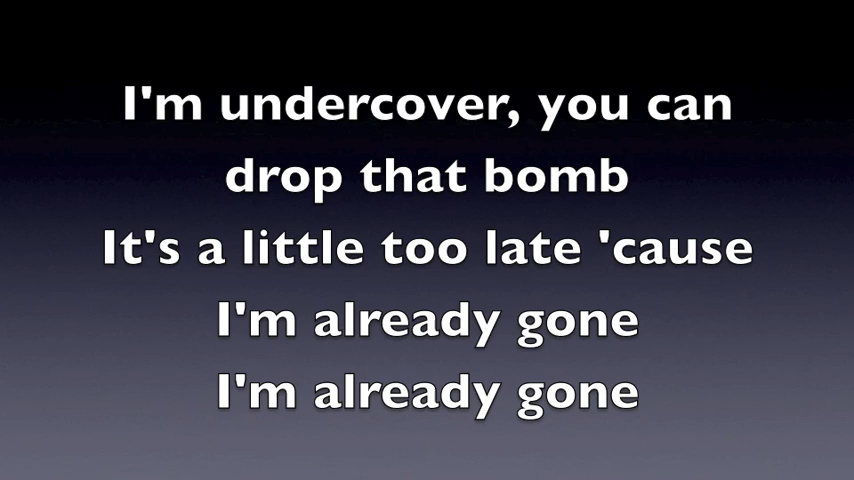 I'm undercover, you can
drop that bomb
It's a little too late 'cause
I'm already gone
I'm already gone